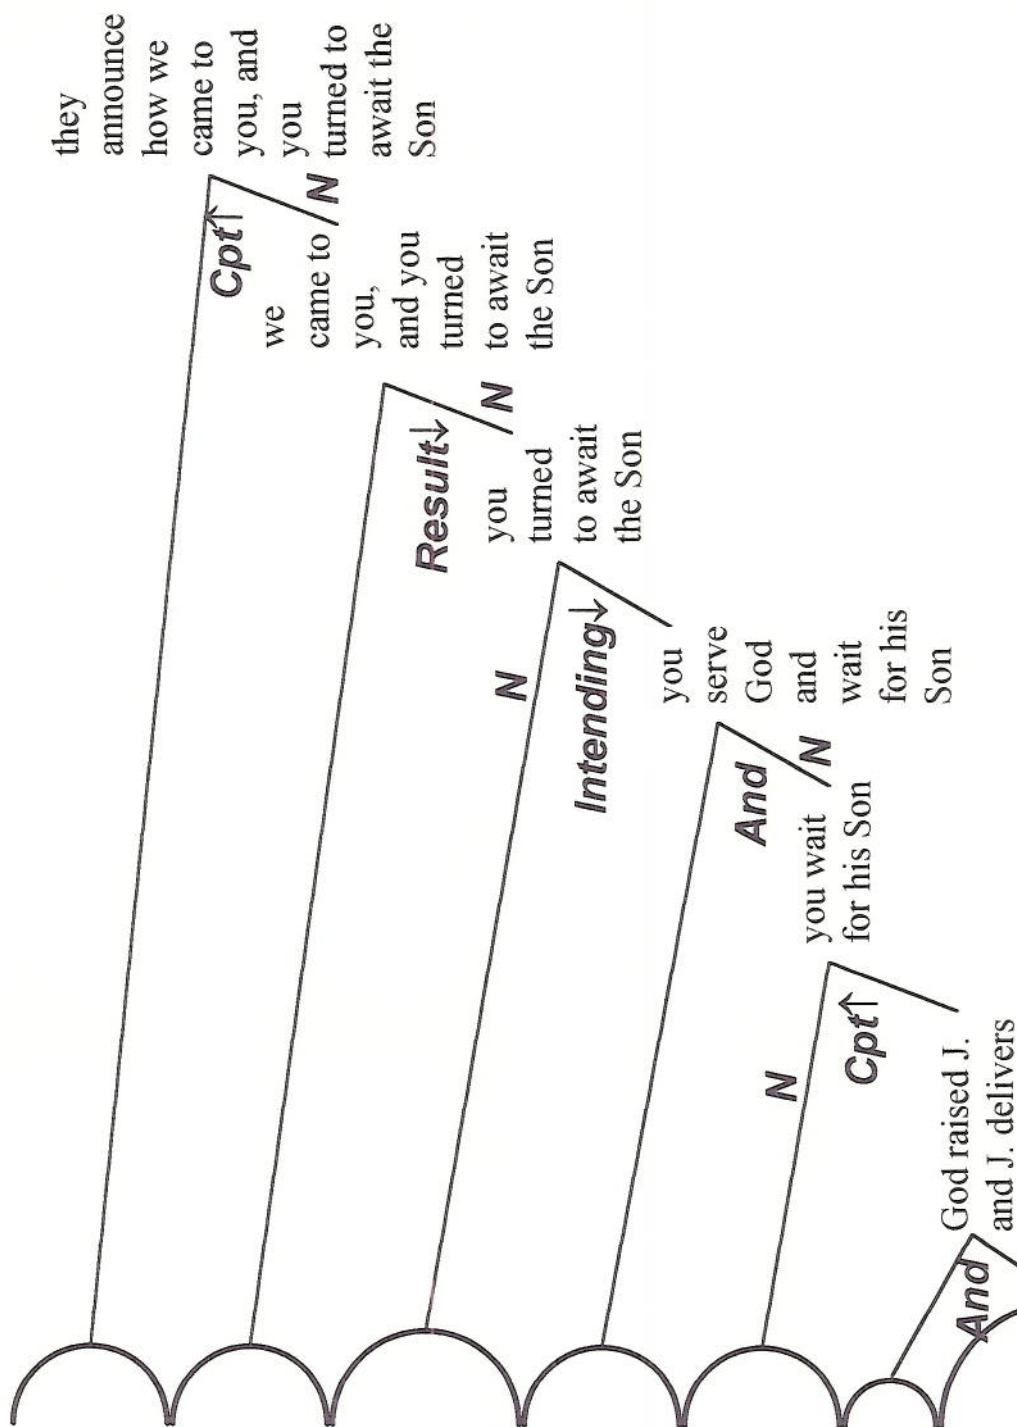 they
announce
how we
came to
you, and
you
turned to
await the
Son
Cpt↑
N
we
came to
you,
and you
turned
to await
the Son
Result↓
N
you
turned
to await
the Son
N
Intending↓
you
serve
God
and
wait
for his
Son
And
N
you wait
for his Son
N
Cpt↑
God raised J.
and J. delivers
And